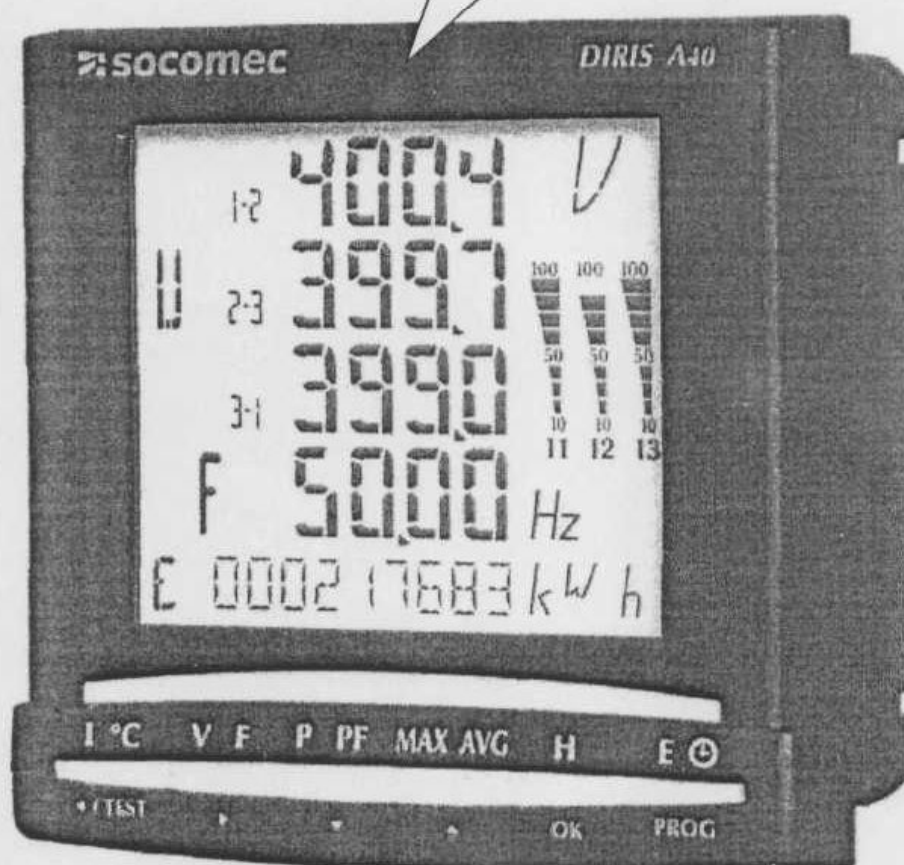 socomec DIRIS A40
1-2 400.4 V
U 2-3 399.7
3-1 399.0
F 50.00 Hz
E 000217683 kWh
100 100 100
50 50 50
10 10 10
I1 I2 I3
I °C V F P PF MAX AVG H E
TEST OK PROG